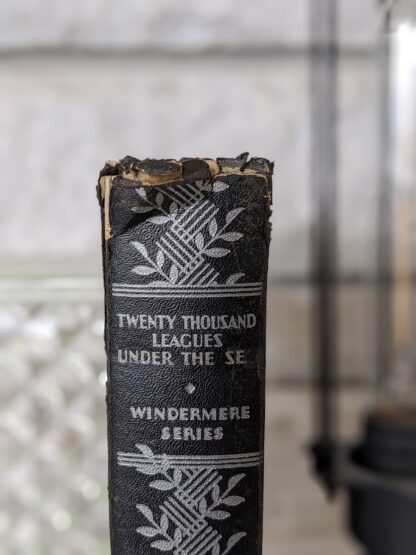 TWENTY THOUSAND
LEAGUES
UNDER THE SE
WINDERMERE
SERIES